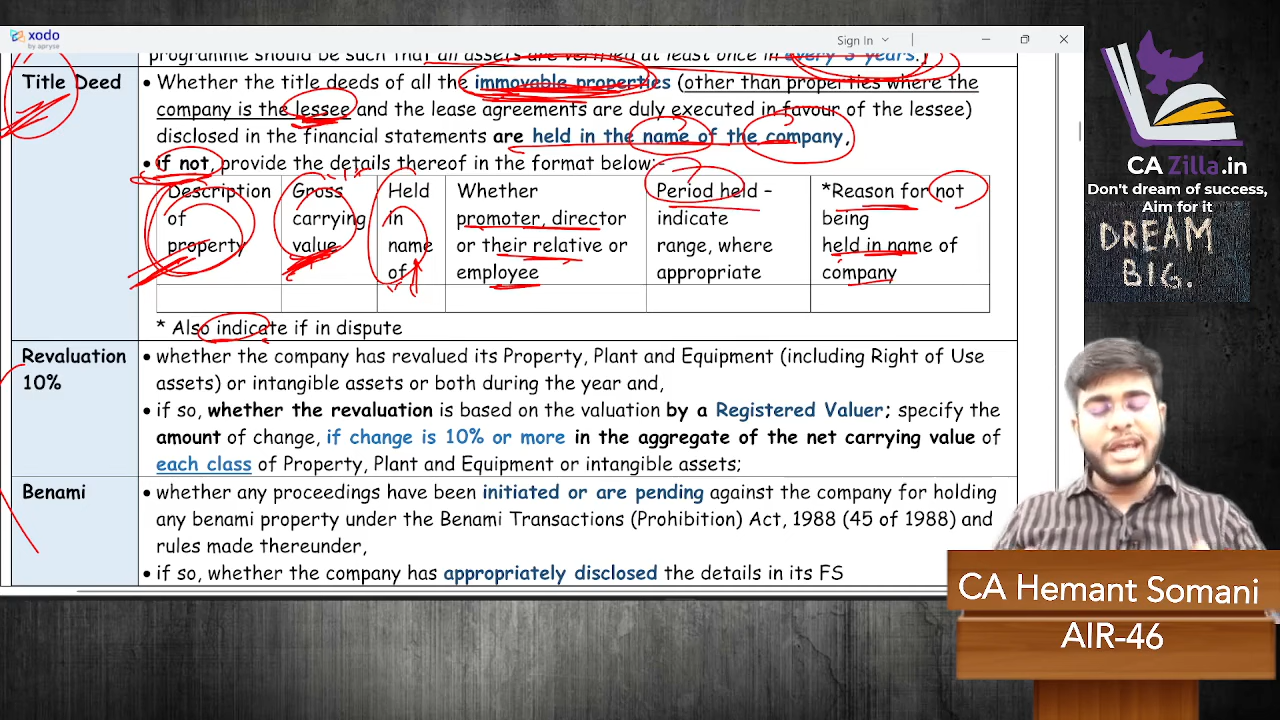 xodo
by apryse
Sign In
programme should be such that all assets are verified at least once in every 3 years.
Title Deed
• Whether the title deeds of all the immovable properties (other than properties where the
company is the lessee and the lease agreements are duly executed in favour of the lessee)
disclosed in the financial statements are held in the name of the company,
• if not, provide the details thereof in the format below:-
Description of property
Gross carrying value
Held in name of
Whether promoter, director or their relative or employee
Period held – indicate range, where appropriate
*Reason for not being held in name of company
* Also indicate if in dispute
Revaluation
10%
• whether the company has revalued its Property, Plant and Equipment (including Right of Use
assets) or intangible assets or both during the year and,
• if so, whether the revaluation is based on the valuation by a Registered Valuer; specify the
amount of change, if change is 10% or more in the aggregate of the net carrying value of
each class of Property, Plant and Equipment or intangible assets;
Benami
• whether any proceedings have been initiated or are pending against the company for holding
any benami property under the Benami Transactions (Prohibition) Act, 1988 (45 of 1988) and
rules made thereunder,
• if so, whether the company has appropriately disclosed the details in its FS
CA Zilla.in
Don't dream of success,
Aim for it
DREAM
BIG.
CA Hemant Somani
AIR-46